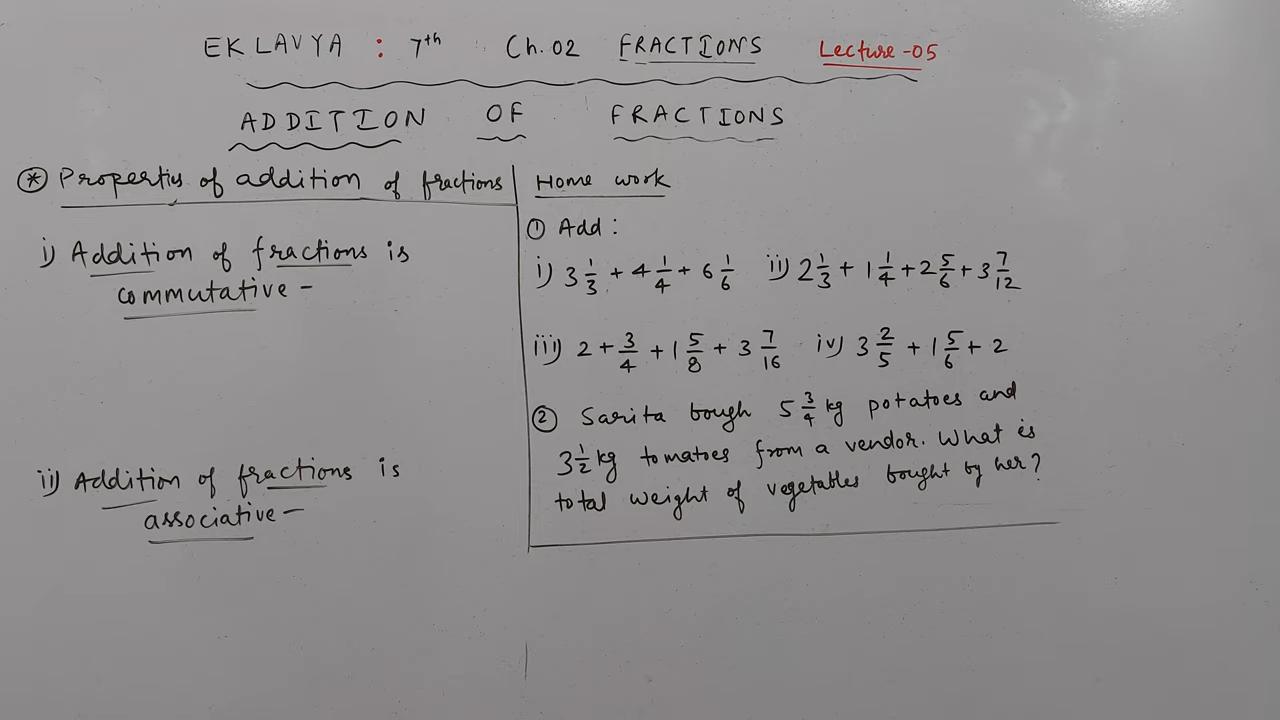 EKLAVYA : 7th Ch. 02 FRACTIONS Lecture -05
ADDITION OF FRACTIONS
* Properties of addition of fractions
i) Addition of fractions is
commutative -
ii) Addition of fractions is
associative -
Home work
① Add :
i) 3 1/3 + 4 1/4 + 6 1/6 ii) 2 1/3 + 1 1/4 + 2 5/6 + 3 7/12
iii) 2 + 3/4 + 1 5/8 + 3 7/16 iv) 3 2/5 + 1 5/6 + 2
② Sarita bough 5 3/4 kg potatoes and
3 1/2 kg tomatoes from a vendor. What is
total weight of vegetables bought by her?